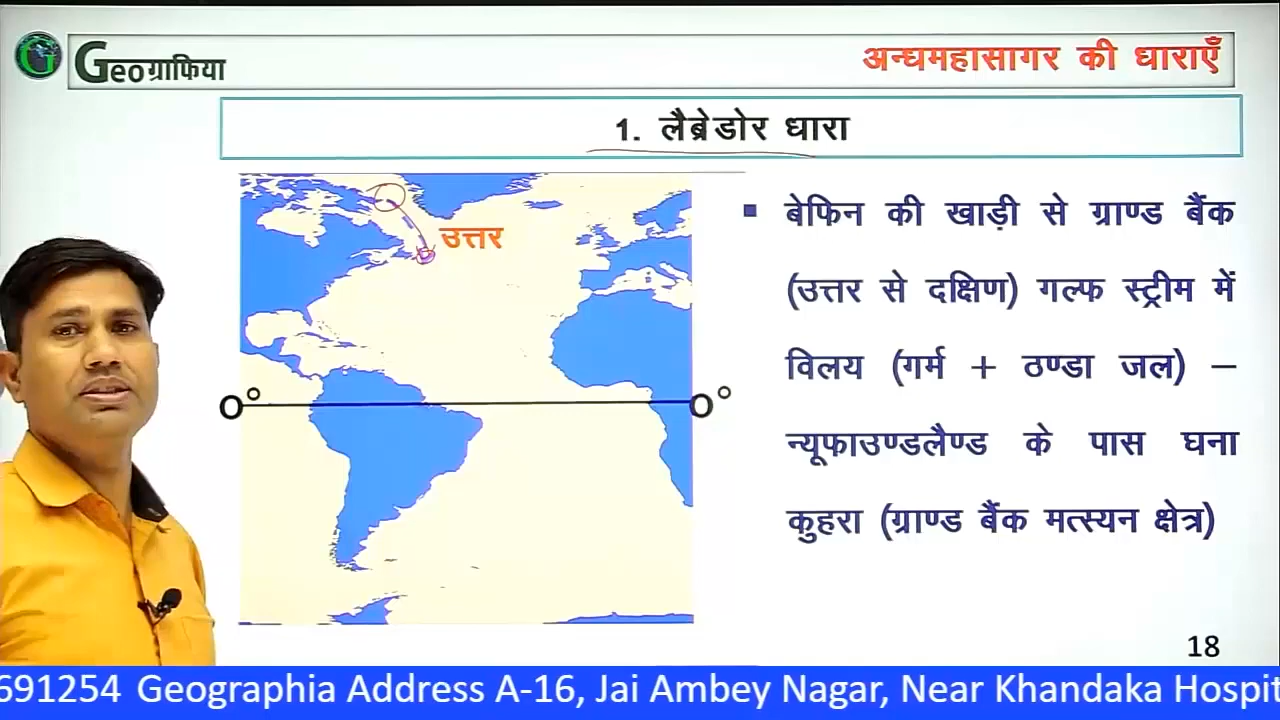 G
Geoग्राफिया
अन्धमहासागर की धाराएँ
1. लैब्रेडोर धारा
उत्तर
0° 0°
▪ बेफिन की खाड़ी से ग्राण्ड बैंक
(उत्तर से दक्षिण) गल्फ स्ट्रीम में
विलय (गर्म + ठण्डा जल) –
न्यूफाउण्डलैण्ड के पास घना
कुहरा (ग्राण्ड बैंक मत्स्यन क्षेत्र)
18
691254 Geographia Address A-16, Jai Ambey Nagar, Near Khandaka Hospit